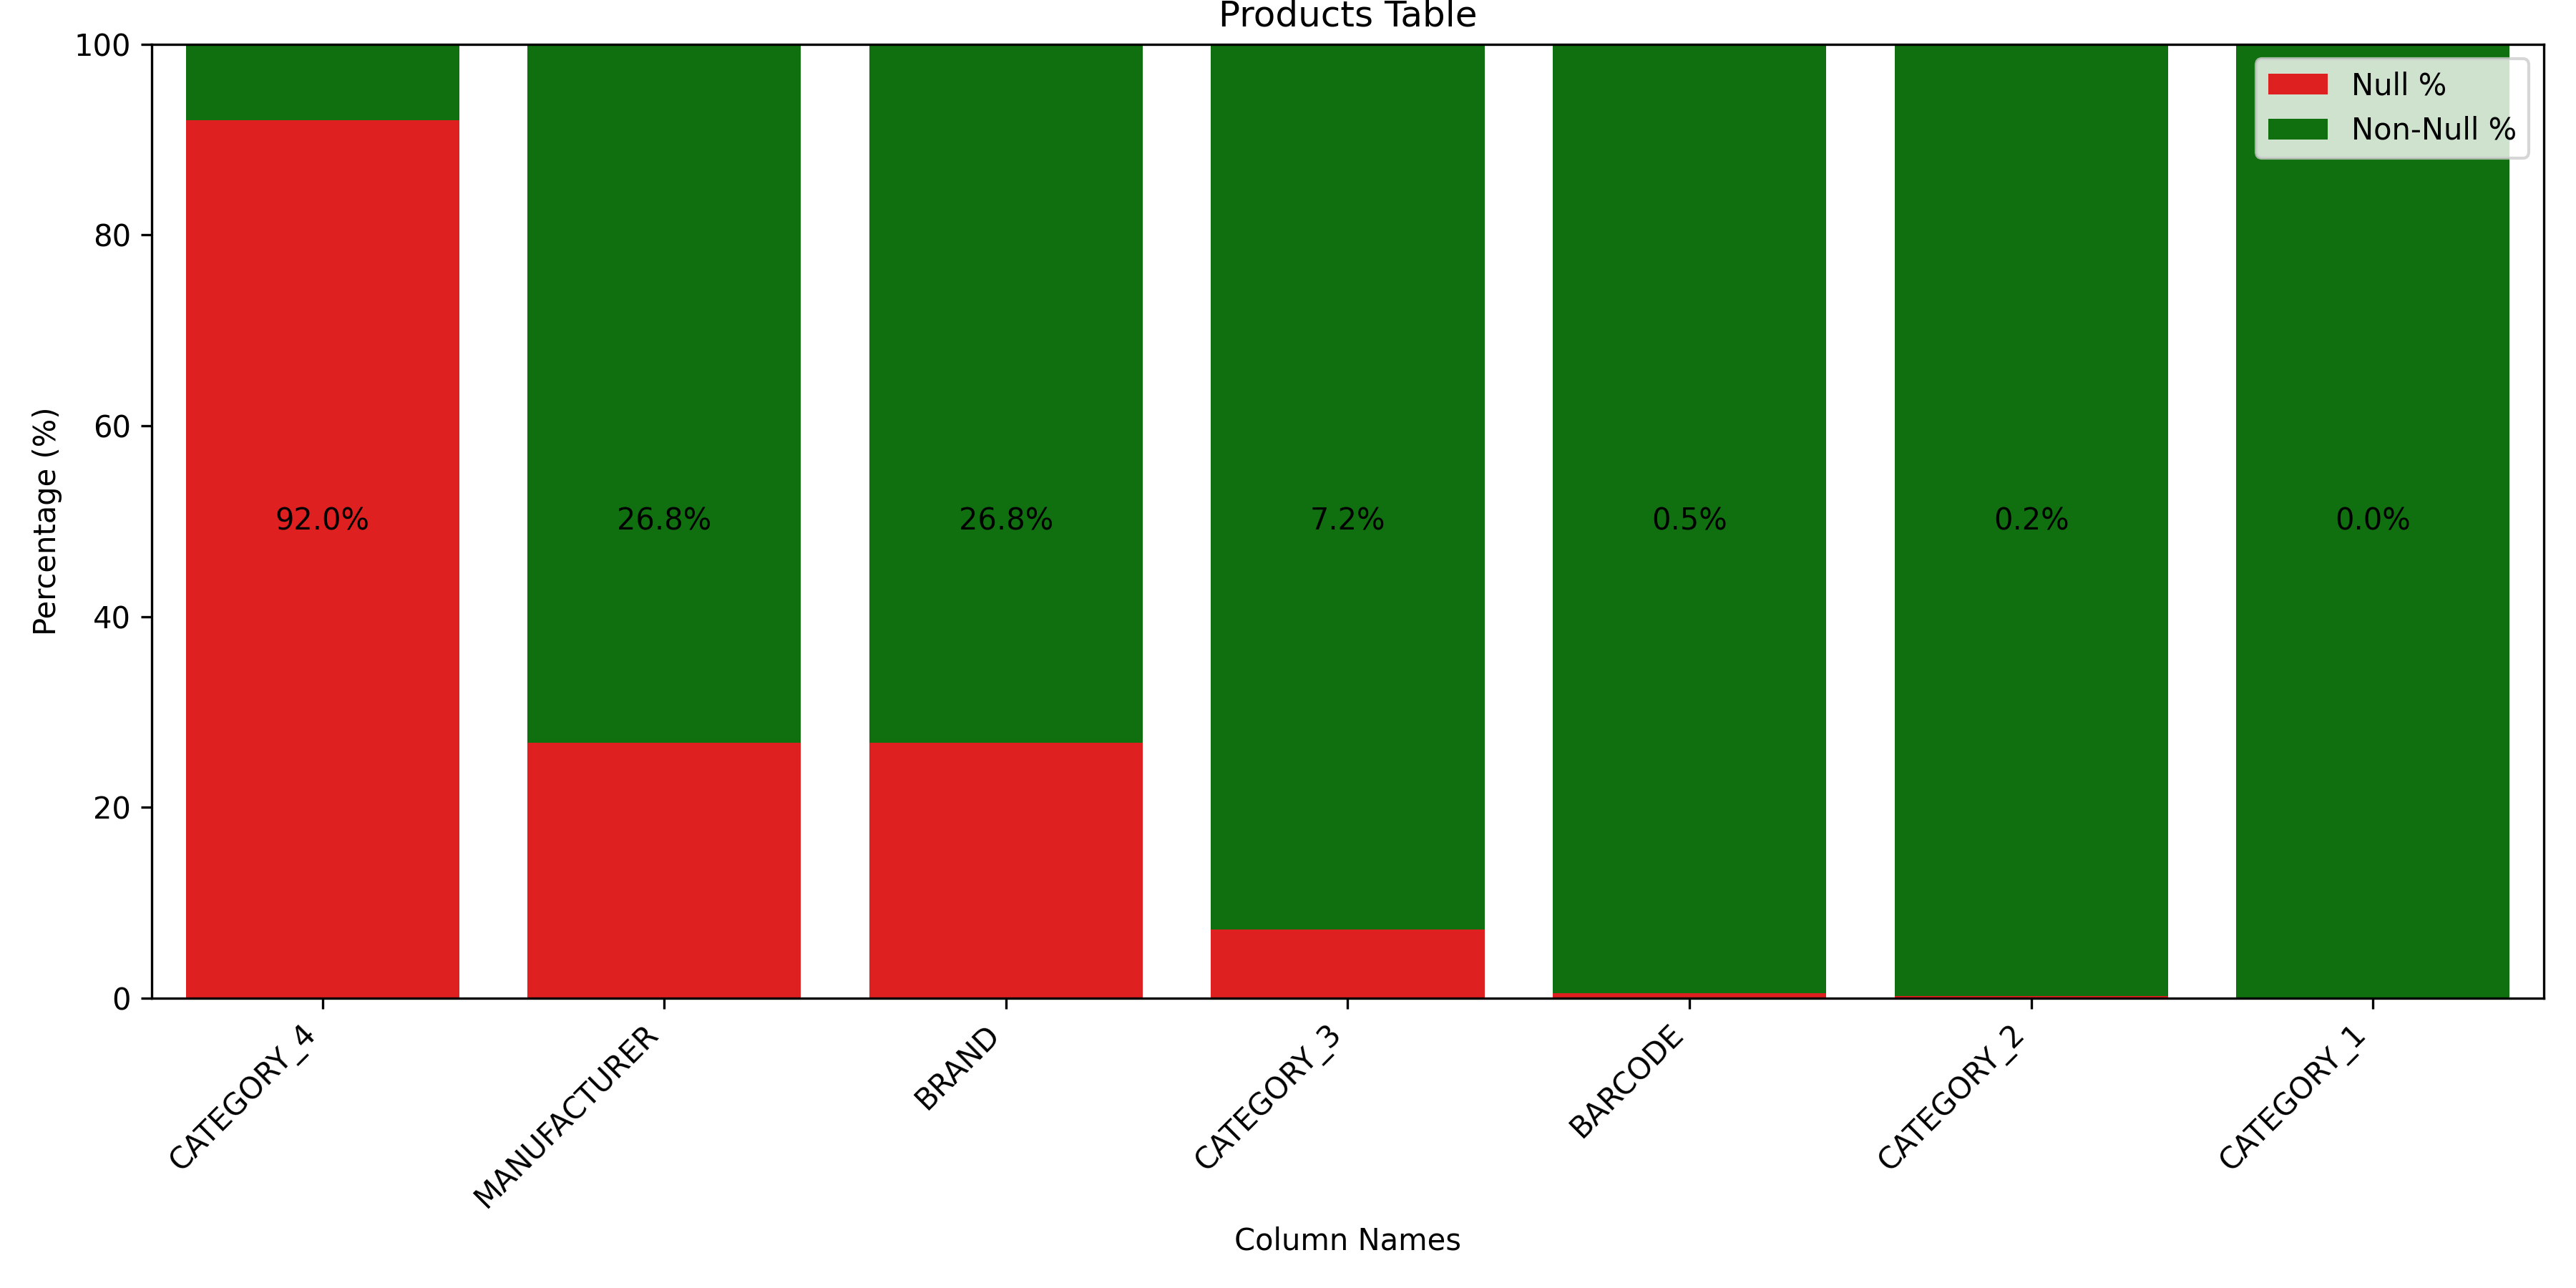 Products Table
Null %
Non-Null %
Percentage (%)
100
80
60
40
20
0
92.0%
26.8%
26.8%
7.2%
0.5%
0.2%
0.0%
CATEGORY_4
MANUFACTURER
BRAND
CATEGORY_3
BARCODE
CATEGORY_2
CATEGORY_1
Column Names